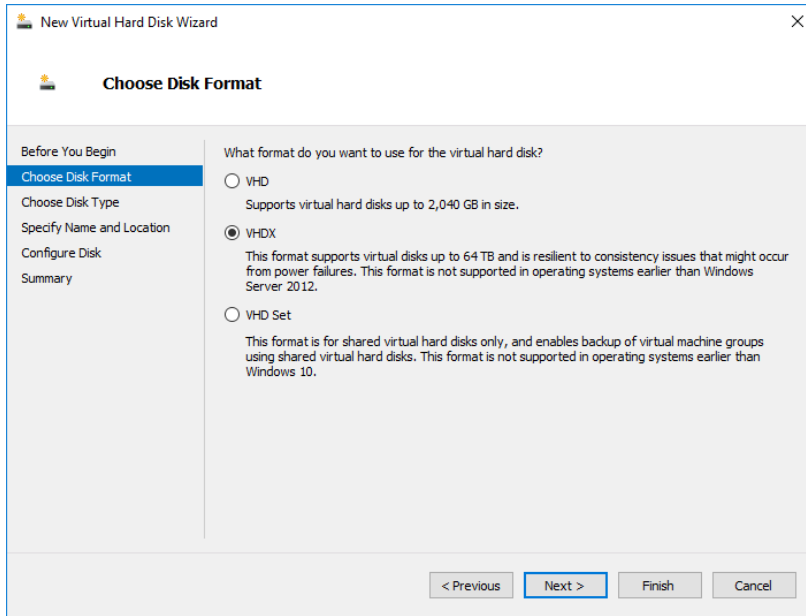 New Virtual Hard Disk Wizard
Choose Disk Format
Before You Begin
Choose Disk Format
Choose Disk Type
Specify Name and Location
Configure Disk
Summary
What format do you want to use for the virtual hard disk?
VHD
Supports virtual hard disks up to 2,040 GB in size.
VHDX
This format supports virtual disks up to 64 TB and is resilient to consistency issues that might occur
from power failures. This format is not supported in operating systems earlier than Windows
Server 2012.
VHD Set
This format is for shared virtual hard disks only, and enables backup of virtual machine groups
using shared virtual hard disks. This format is not supported in operating systems earlier than
Windows 10.
< Previous
Next >
Finish
Cancel